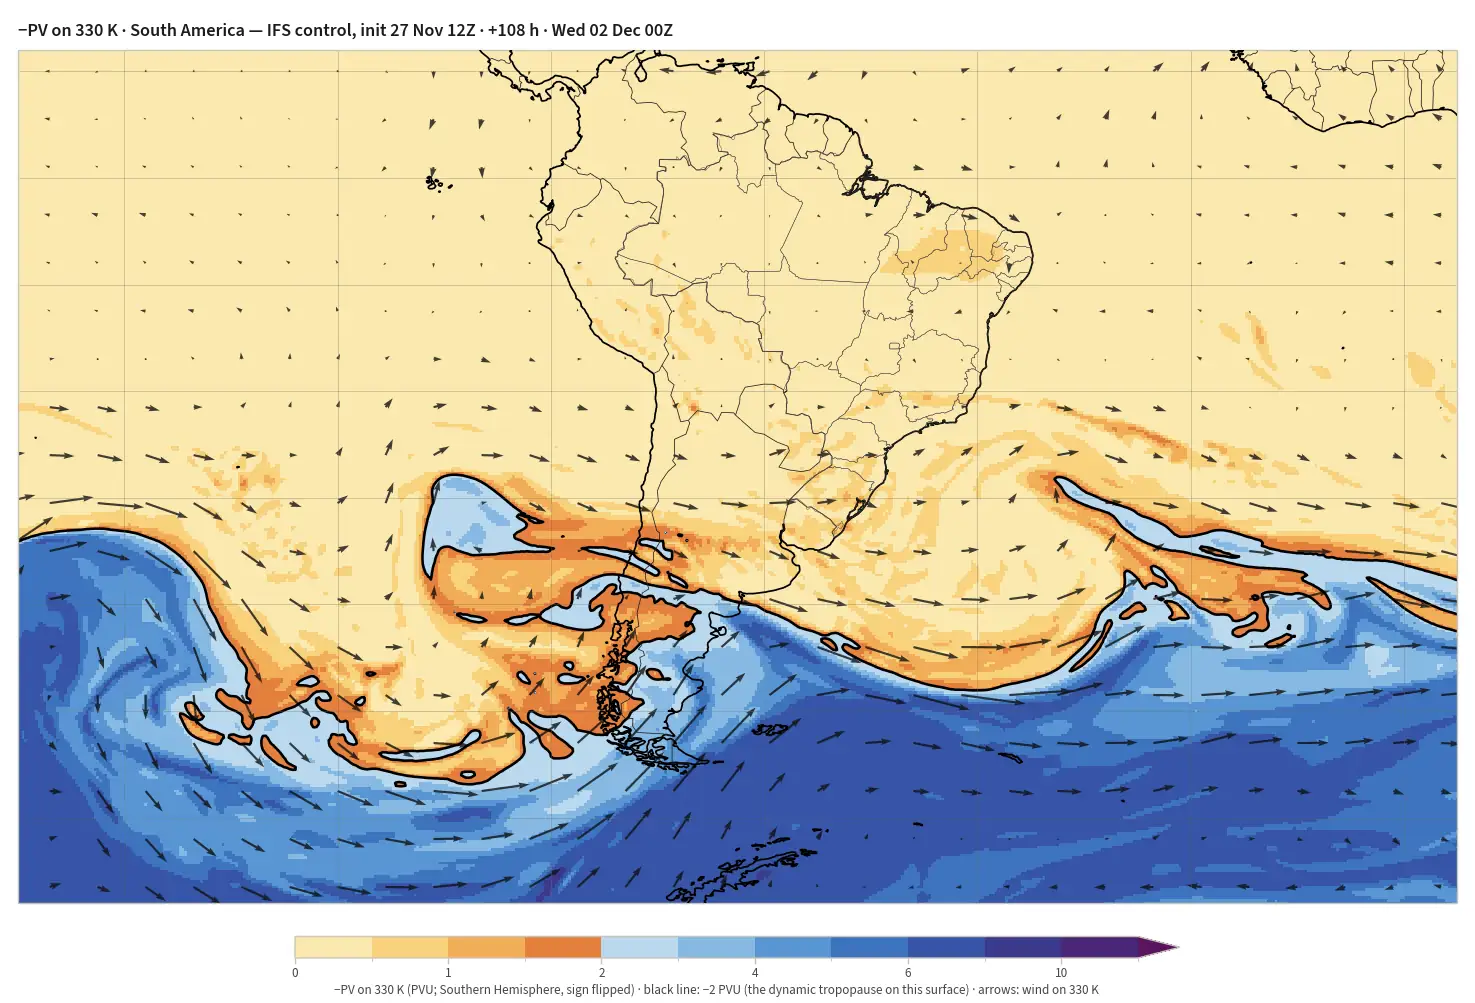 −PV on 330 K · South America — IFS control, init 27 Nov 12Z · +108 h · Wed 02 Dec 00Z
0 1 2 4 6 10
−PV on 330 K (PVU; Southern Hemisphere, sign flipped) · black line: −2 PVU (the dynamic tropopause on this surface) · arrows: wind on 330 K